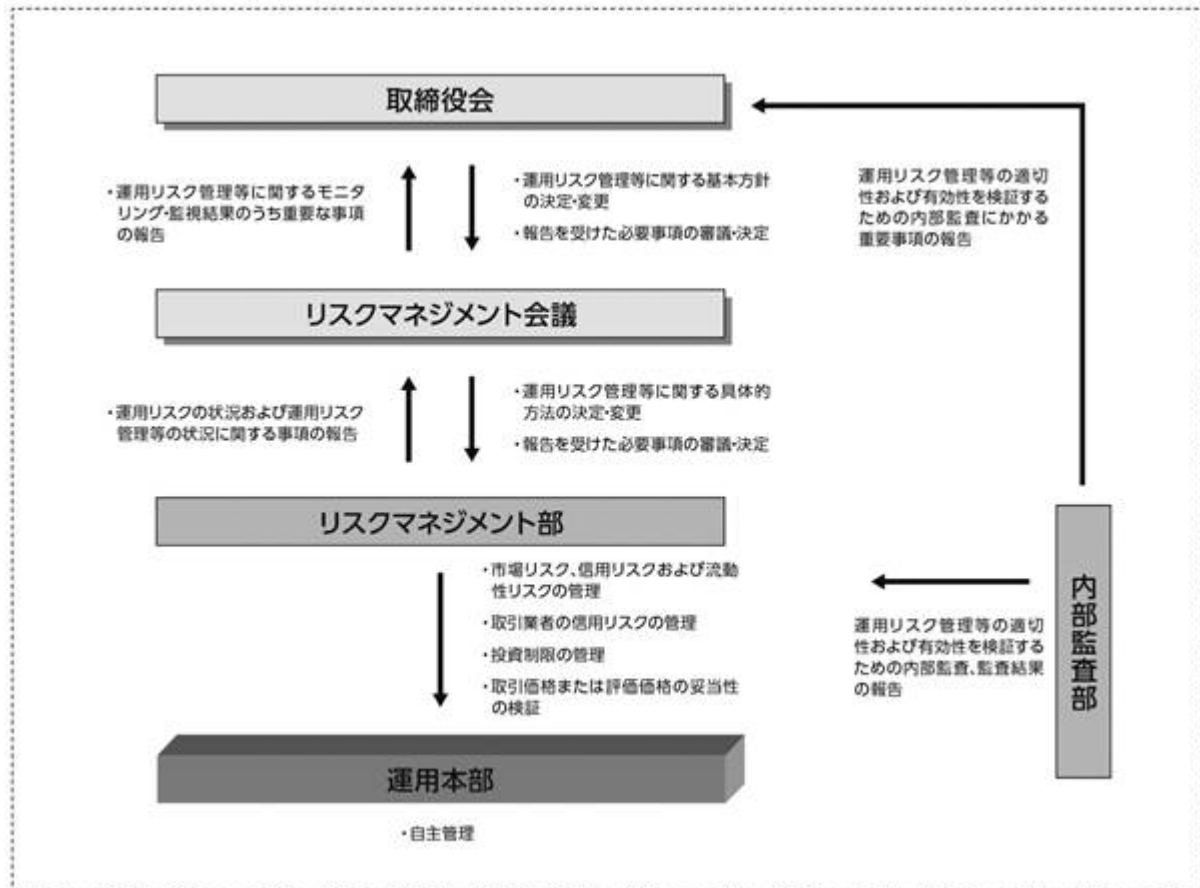 取締役会
・運用リスク管理等に関するモニタ
リング・監視結果のうち重要な事項
の報告
・運用リスク管理等に関する基本方針
の決定・変更
・報告を受けた必要事項の審議・決定
運用リスク管理等の適切
性および有効性を検証する
ための内部監査にかかる
重要事項の報告
リスクマネジメント会議
・運用リスクの状況および運用リスク
管理等の状況に関する事項の報告
・運用リスク管理等に関する具体的
方法の決定・変更
・報告を受けた必要事項の審議・決定
リスクマネジメント部
・市場リスク、信用リスクおよび流動
性リスクの管理
・取引業者の信用リスクの管理
・投資制限の管理
・取引価格または評価価格の妥当性
の検証
運用リスク管理等の適切
性および有効性を検証する
ための内部監査、監査結果
の報告
内部監査部
運用本部
・自主管理